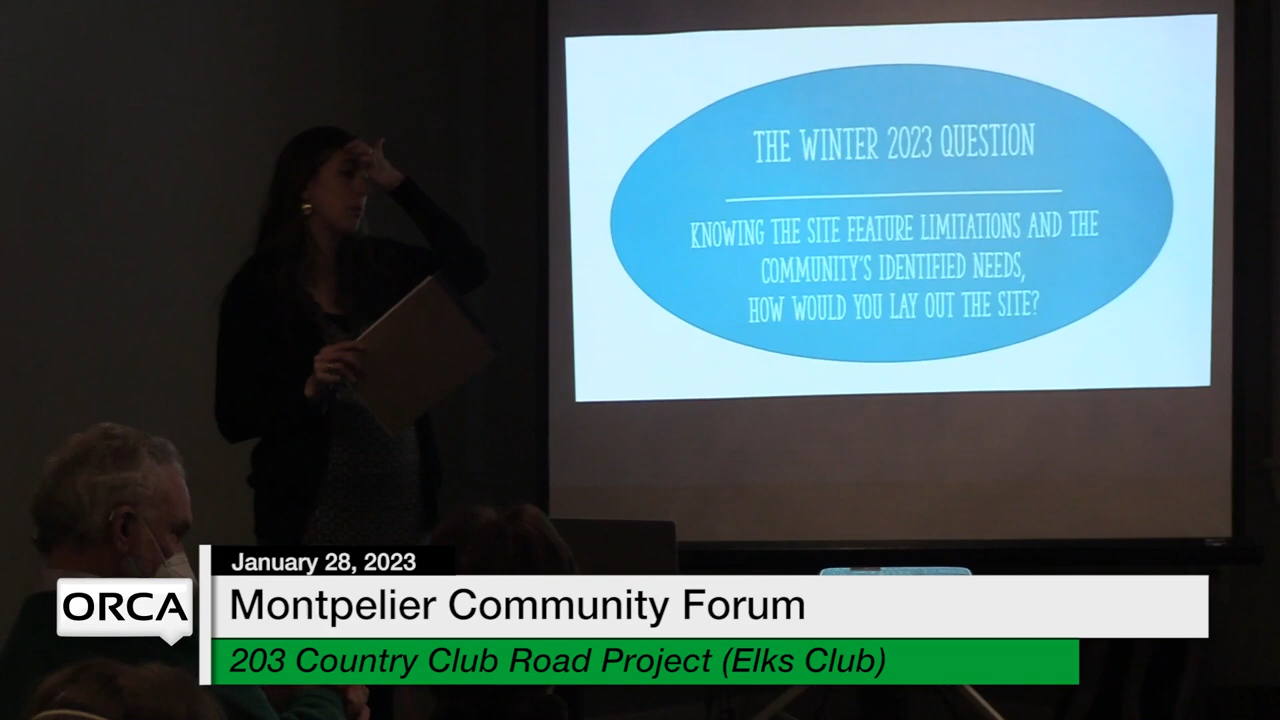 THE WINTER 2023 QUESTION
KNOWING THE SITE FEATURE LIMITATIONS AND THE
COMMUNITY'S IDENTIFIED NEEDS,
HOW WOULD YOU LAY OUT THE SITE?
January 28, 2023
ORCA
Montpelier Community Forum
203 Country Club Road Project (Elks Club)